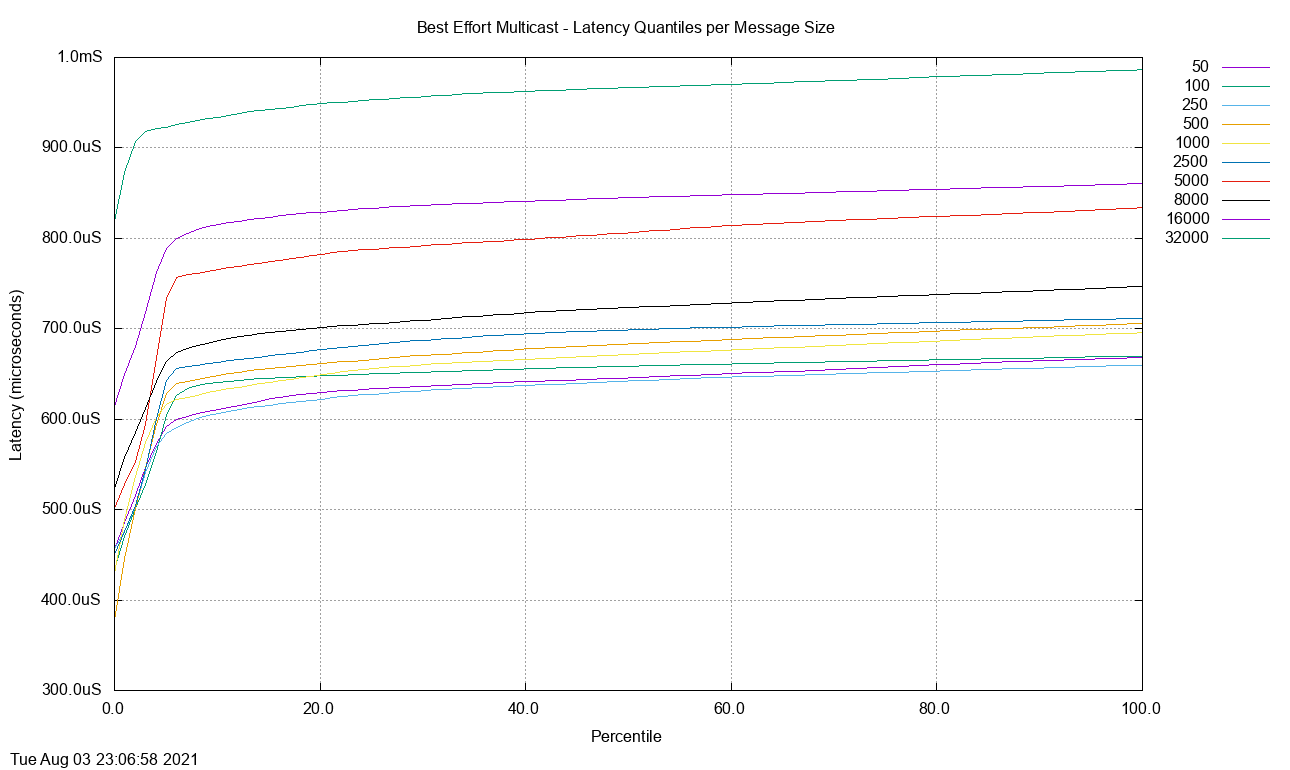 Best Effort Multicast - Latency Quantiles per Message Size
1.0mS
900.0uS
800.0uS
700.0uS
600.0uS
500.0uS
400.0uS
300.0uS
Latency (microseconds)
0.0
20.0
40.0
60.0
80.0
100.0
Percentile
50
100
250
500
1000
2500
5000
8000
16000
32000
Tue Aug 03 23:06:58 2021